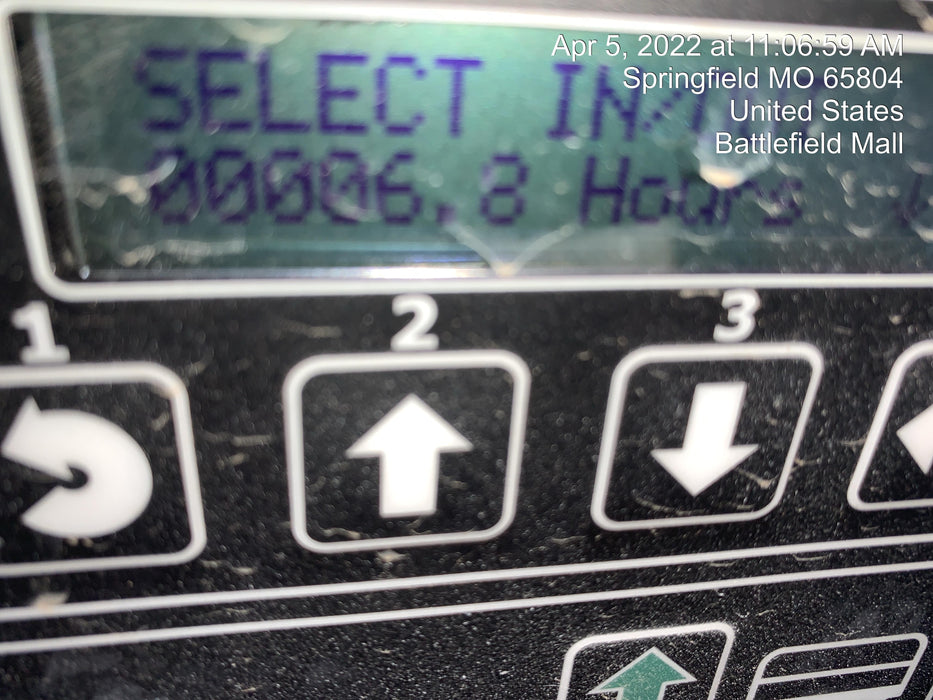 Apr 5, 2022 at 11:06:59 AM
Springfield MO 65804
United States
Battlefield Mall
SELECT
00006.8 Hours
1 2 3